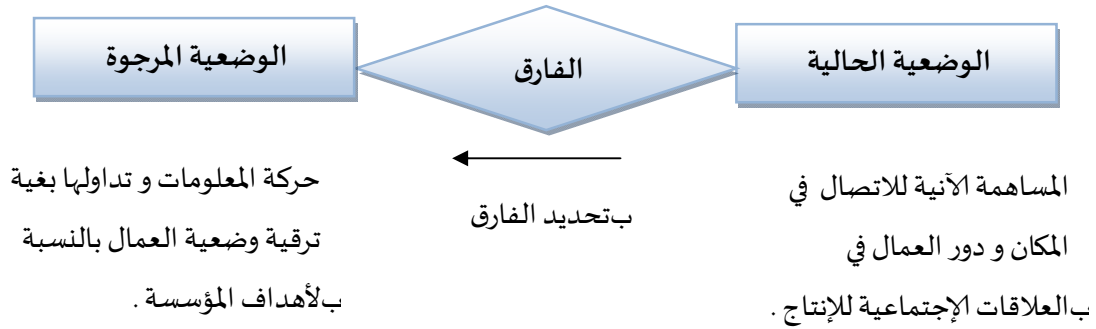 الوضعية الحالية
الفارق
الوضعية المرجوة
المساهمة الآنية للاتصال في
المكان و دور العمال في
بالعلاقات الإجتماعية للإنتاج .
بتحديد الفارق
حركة المعلومات و تداولها بغية
ترقية وضعية العمال بالنسبة
بلأهداف المؤسسة .